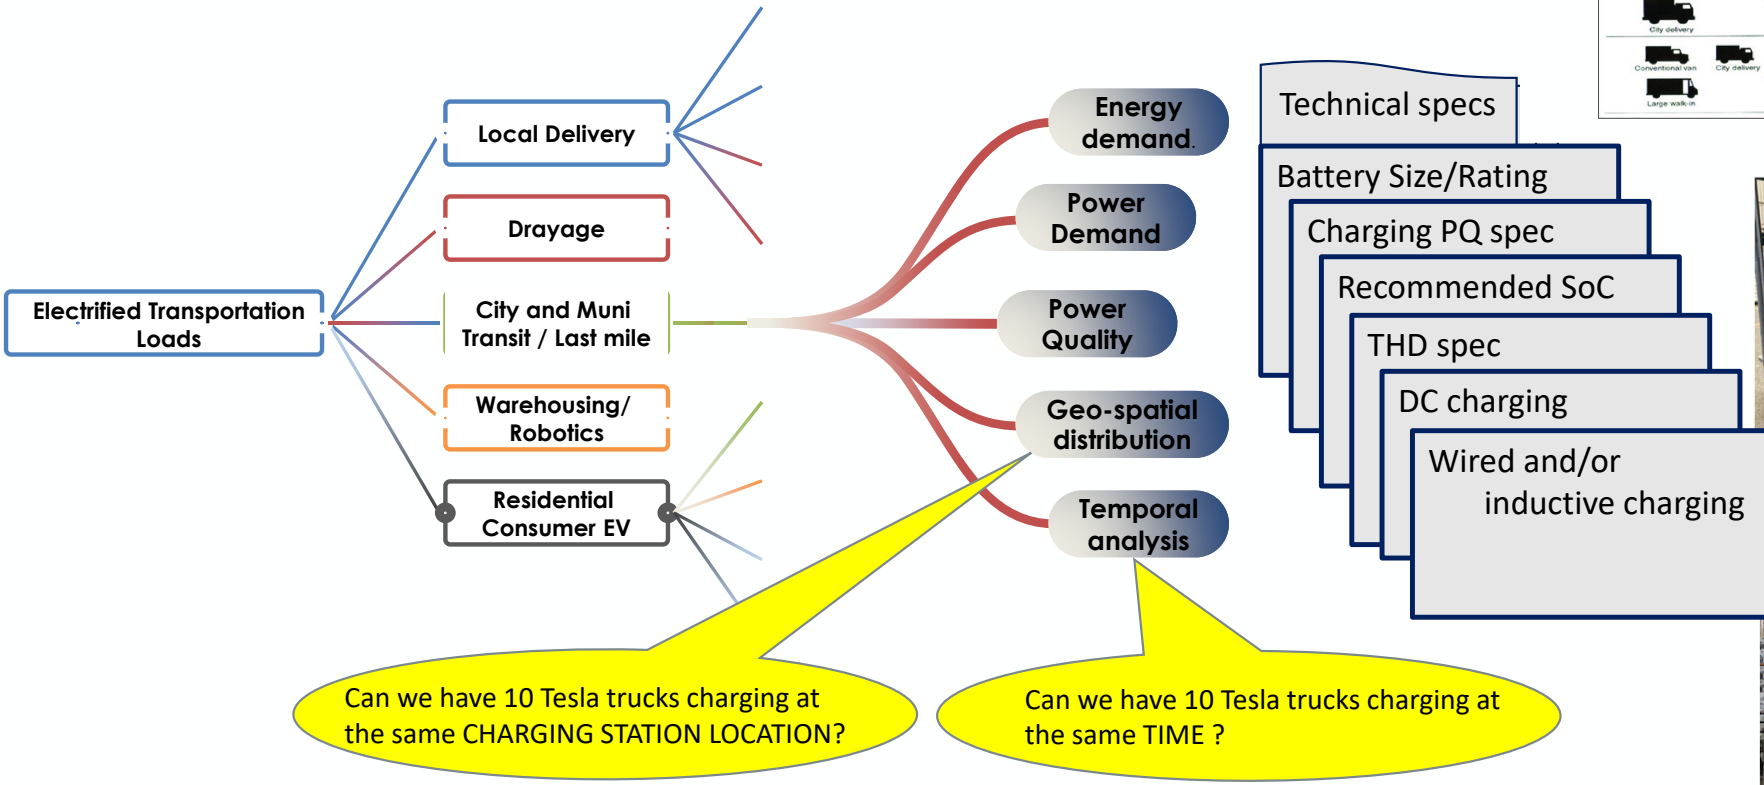 City delivery
Conventional van
City delivery
Large walk-in
Electrified Transportation
Loads
Local Delivery
Drayage
City and Muni
Transit / Last mile
Warehousing/
Robotics
Residential
Consumer EV
Energy
demand.
Power
Demand
Power
Quality
Geo-spatial
distribution
Temporal
analysis
Technical specs
Battery Size/Rating
Charging PQ spec
Recommended SoC
THD spec
DC charging
Wired and/or
inductive charging
Can we have 10 Tesla trucks charging at
the same CHARGING STATION LOCATION?
Can we have 10 Tesla trucks charging at
the same TIME ?